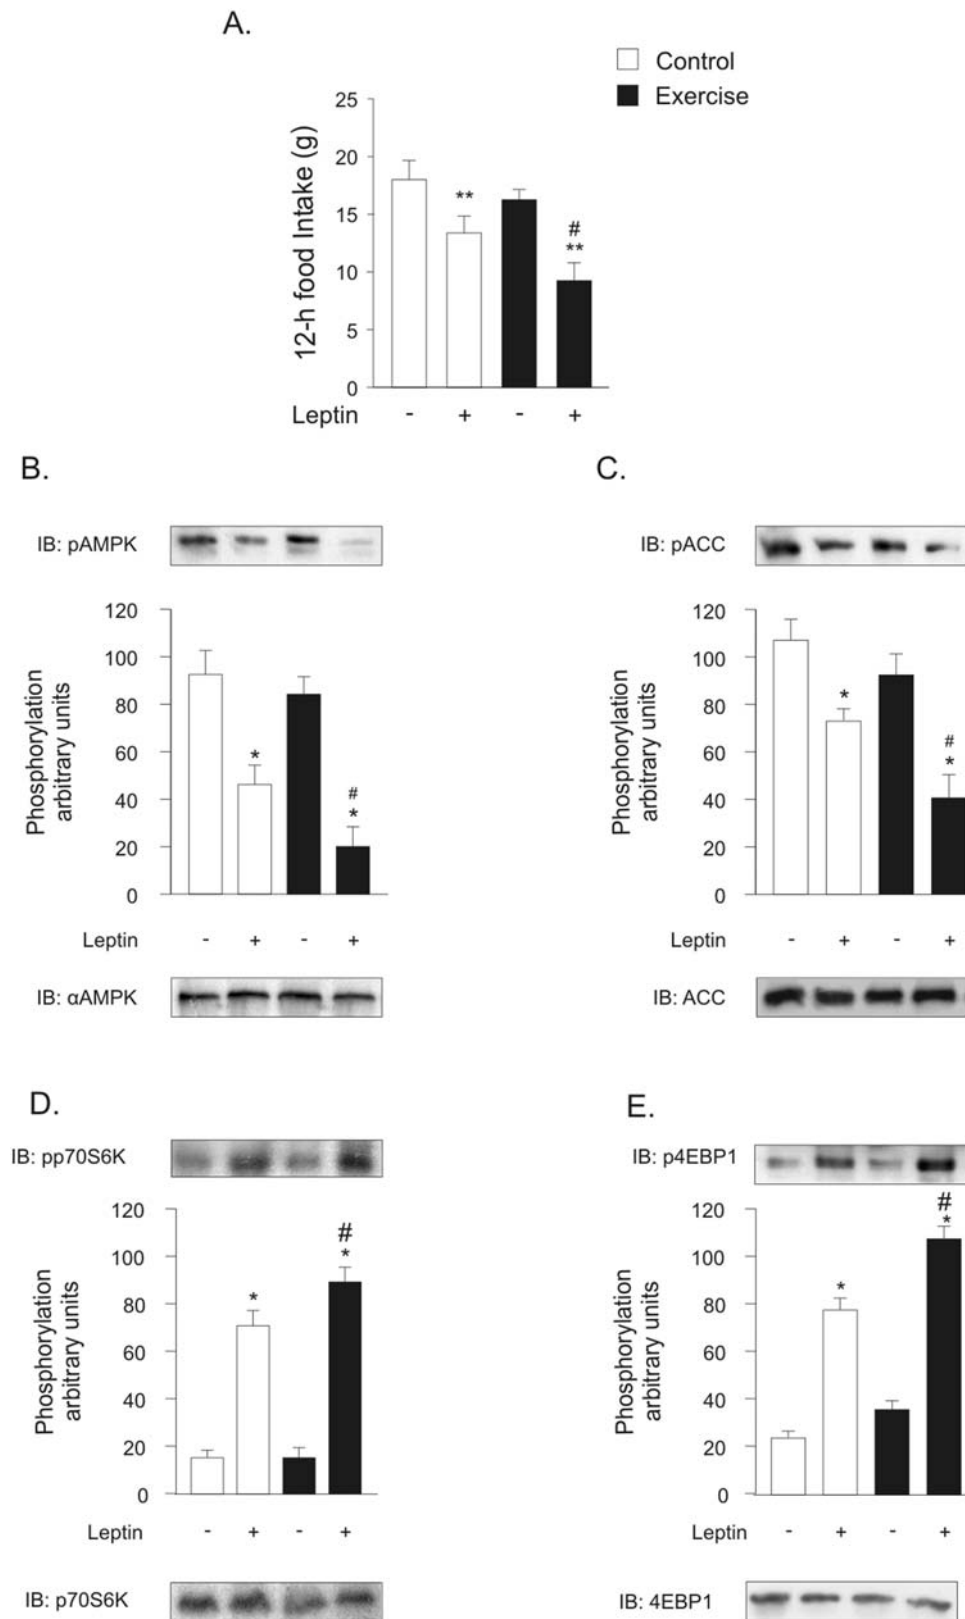 A.
Control
Exercise
12-h food Intake (g)
25
20
15
10
5
0
**
#
**
Leptin - + - +
B.
IB: pAMPK
Phosphorylation
arbitrary units
120
100
80
60
40
20
0
*
#
*
Leptin - + - +
IB: αAMPK
C.
IB: pACC
Phosphorylation
arbitrary units
120
100
80
60
40
20
0
*
#
*
Leptin - + - +
IB: ACC
D.
IB: pp70S6K
Phosphorylation
arbitrary units
120
100
80
60
40
20
0
*
#
*
Leptin - + - +
IB: p70S6K
E.
IB: p4EBP1
Phosphorylation
arbitrary units
120
100
80
60
40
20
0
*
#
*
Leptin - + - +
IB: 4EBP1